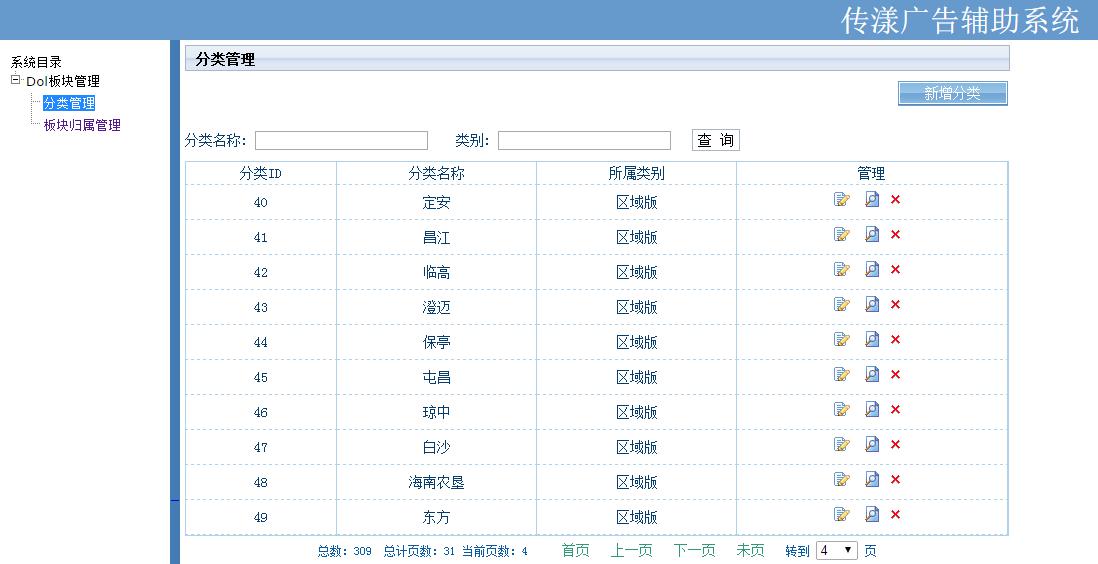 传漾广告辅助系统
系统目录
Dol板块管理
分类管理
板块归属管理
分类管理
新增分类
分类名称: 类别: 查 询
分类ID 分类名称 所属类别 管理
40 定安 区域版
41 昌江 区域版
42 临高 区域版
43 澄迈 区域版
44 保亭 区域版
45 屯昌 区域版
46 琼中 区域版
47 白沙 区域版
48 海南农垦 区域版
49 东方 区域版
总数: 309 总计页数: 31 当前页数: 4 首页 上一页 下一页 末页 转到 4 页